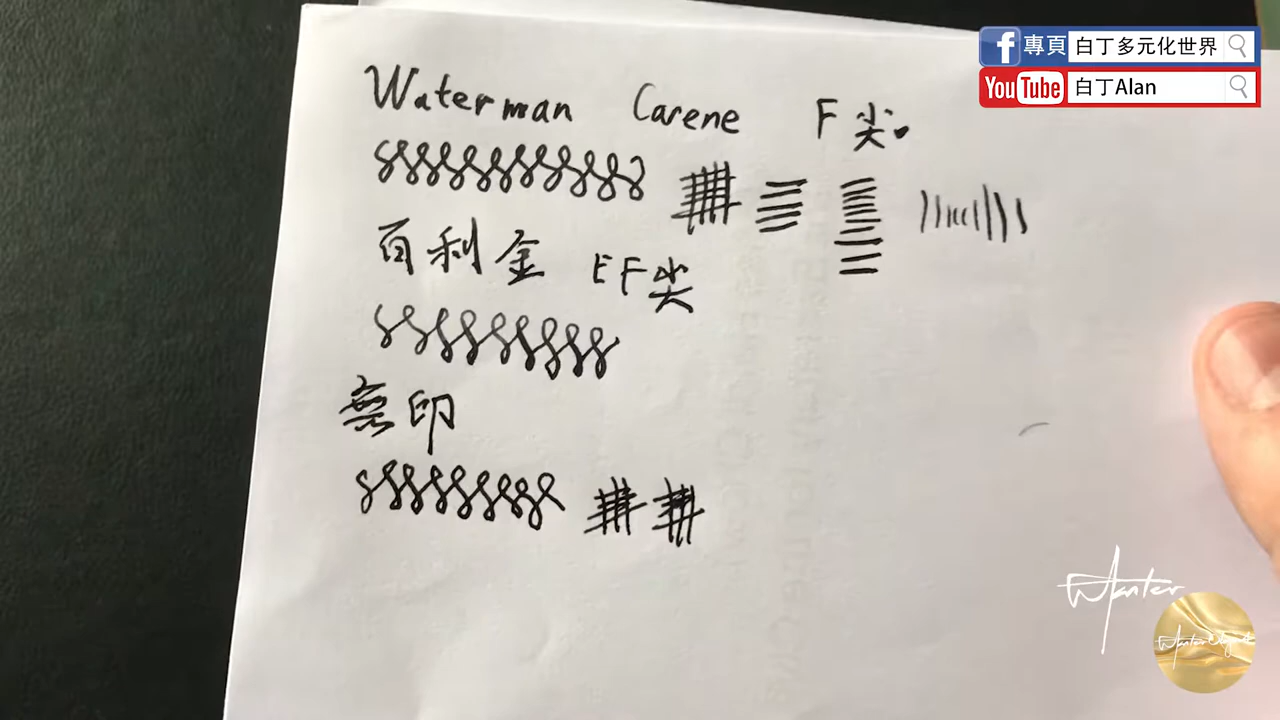 專頁 白丁多元化世界
YouTube 白丁Alan
Waterman Carene F尖
百利金 EF尖
無印
Wanter